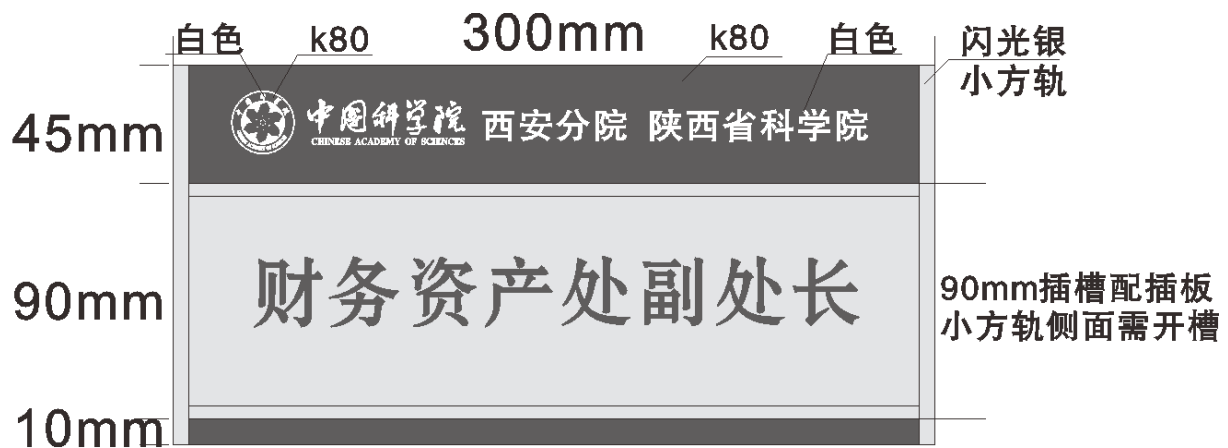 白色 k80 300mm k80 白色 闪光银
小方轨
45mm
中国科学院 西安分院 陕西省科学院
CHINESE ACADEMY OF SCIENCES
90mm
财务资产处副处长
90mm插槽配插板
小方轨侧面需开槽
10mm